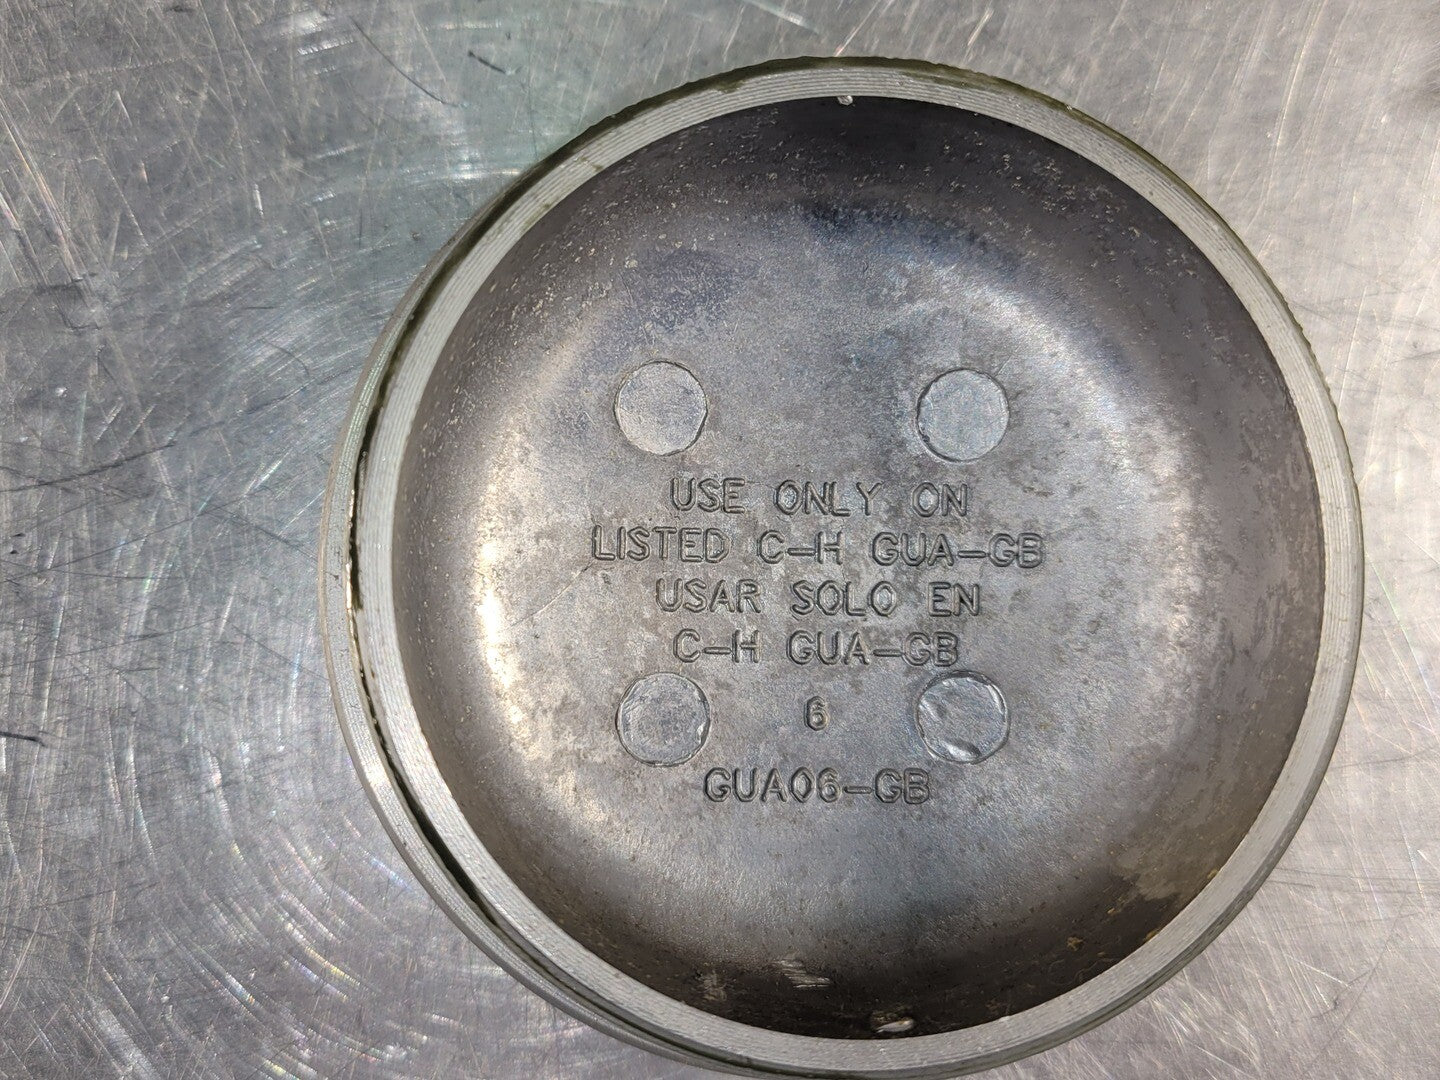 USE ONLY ON
LISTED C-H GUA-GB
USAR SOLO EN
C-H GUA-GB
6
GUA06-GB